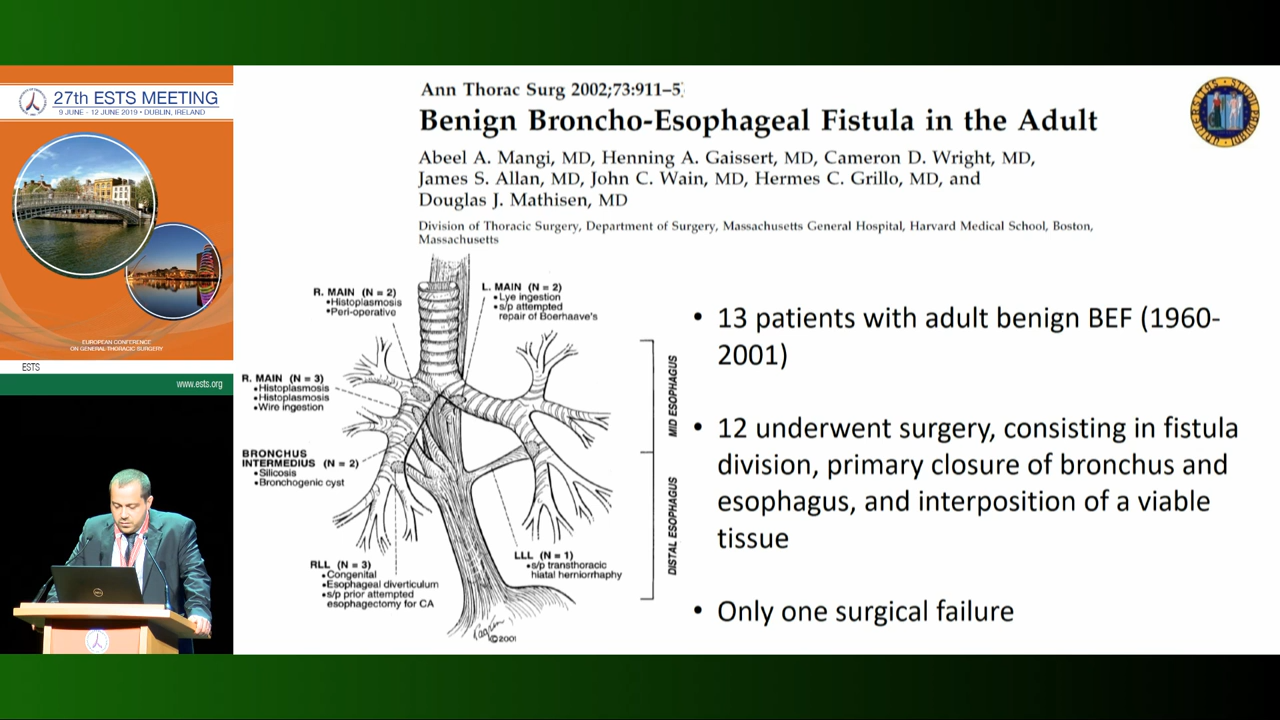 27th ESTS MEETING
9 JUNE - 12 JUNE 2019 • DUBLIN, IRELAND
EUROPEAN CONFERENCE
ON GENERAL THORACIC SURGERY
ESTS
www.ests.org
Ann Thorac Surg 2002;73:911–5
Benign Broncho-Esophageal Fistula in the Adult
Abeel A. Mangi, MD, Henning A. Gaissert, MD, Cameron D. Wright, MD,
James S. Allan, MD, John C. Wain, MD, Hermes C. Grillo, MD, and
Douglas J. Mathisen, MD
Division of Thoracic Surgery, Department of Surgery, Massachusetts General Hospital, Harvard Medical School, Boston,
Massachusetts
R. MAIN (N = 2)
•Histoplasmosis
•Peri-operative
L. MAIN (N = 2)
•Lye ingestion
•s/p attempted
repair of Boerhaave's
R. MAIN (N = 3)
•Histoplasmosis
•Histoplasmosis
•Wire ingestion
BRONCHUS
INTERMEDIUS (N = 2)
•Silicosis
•Bronchogenic cyst
RLL (N = 3)
•Congenital
•Esophageal diverticulum
•s/p prior attempted
esophagectomy for CA
LLL (N = 1)
•s/p transthoracic
hiatal herniorrhaphy
©2001
MID ESOPHAGUS
DISTAL ESOPHAGUS
• 13 patients with adult benign BEF (1960-
2001)
• 12 underwent surgery, consisting in fistula
division, primary closure of bronchus and
esophagus, and interposition of a viable
tissue
• Only one surgical failure